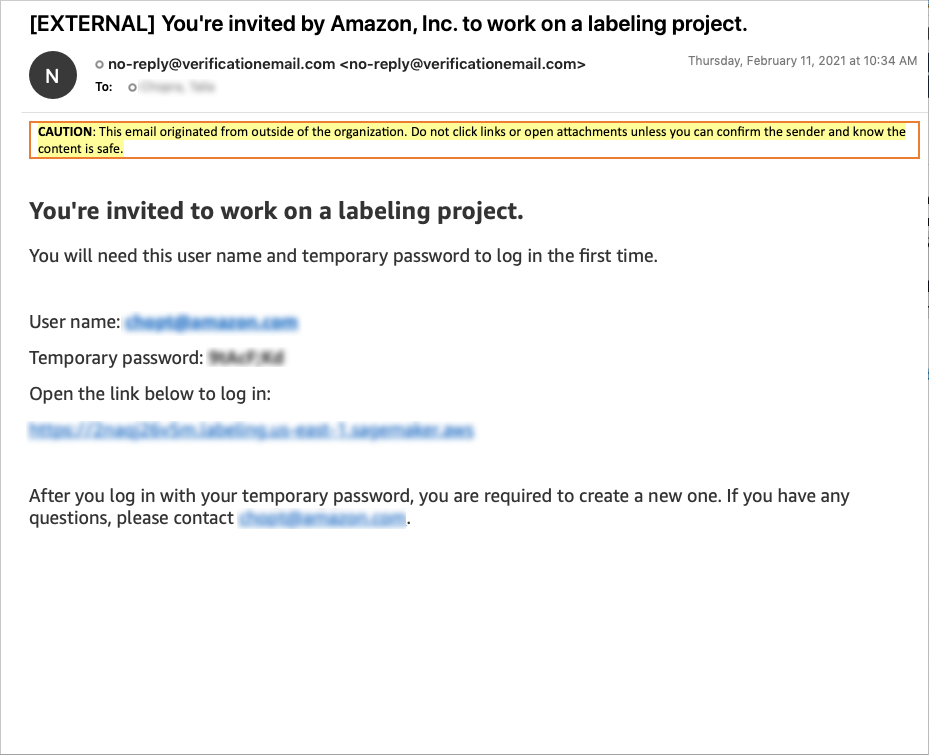 [EXTERNAL] You're invited by Amazon, Inc. to work on a labeling project.
N
no-reply@verificationemail.com <no-reply@verificationemail.com>
Thursday, February 11, 2021 at 10:34 AM
To:
CAUTION: This email originated from outside of the organization. Do not click links or open attachments unless you can confirm the sender and know the
content is safe.
You're invited to work on a labeling project.
You will need this user name and temporary password to log in the first time.
User name:
Temporary password:
Open the link below to log in:
After you log in with your temporary password, you are required to create a new one. If you have any
questions, please contact .